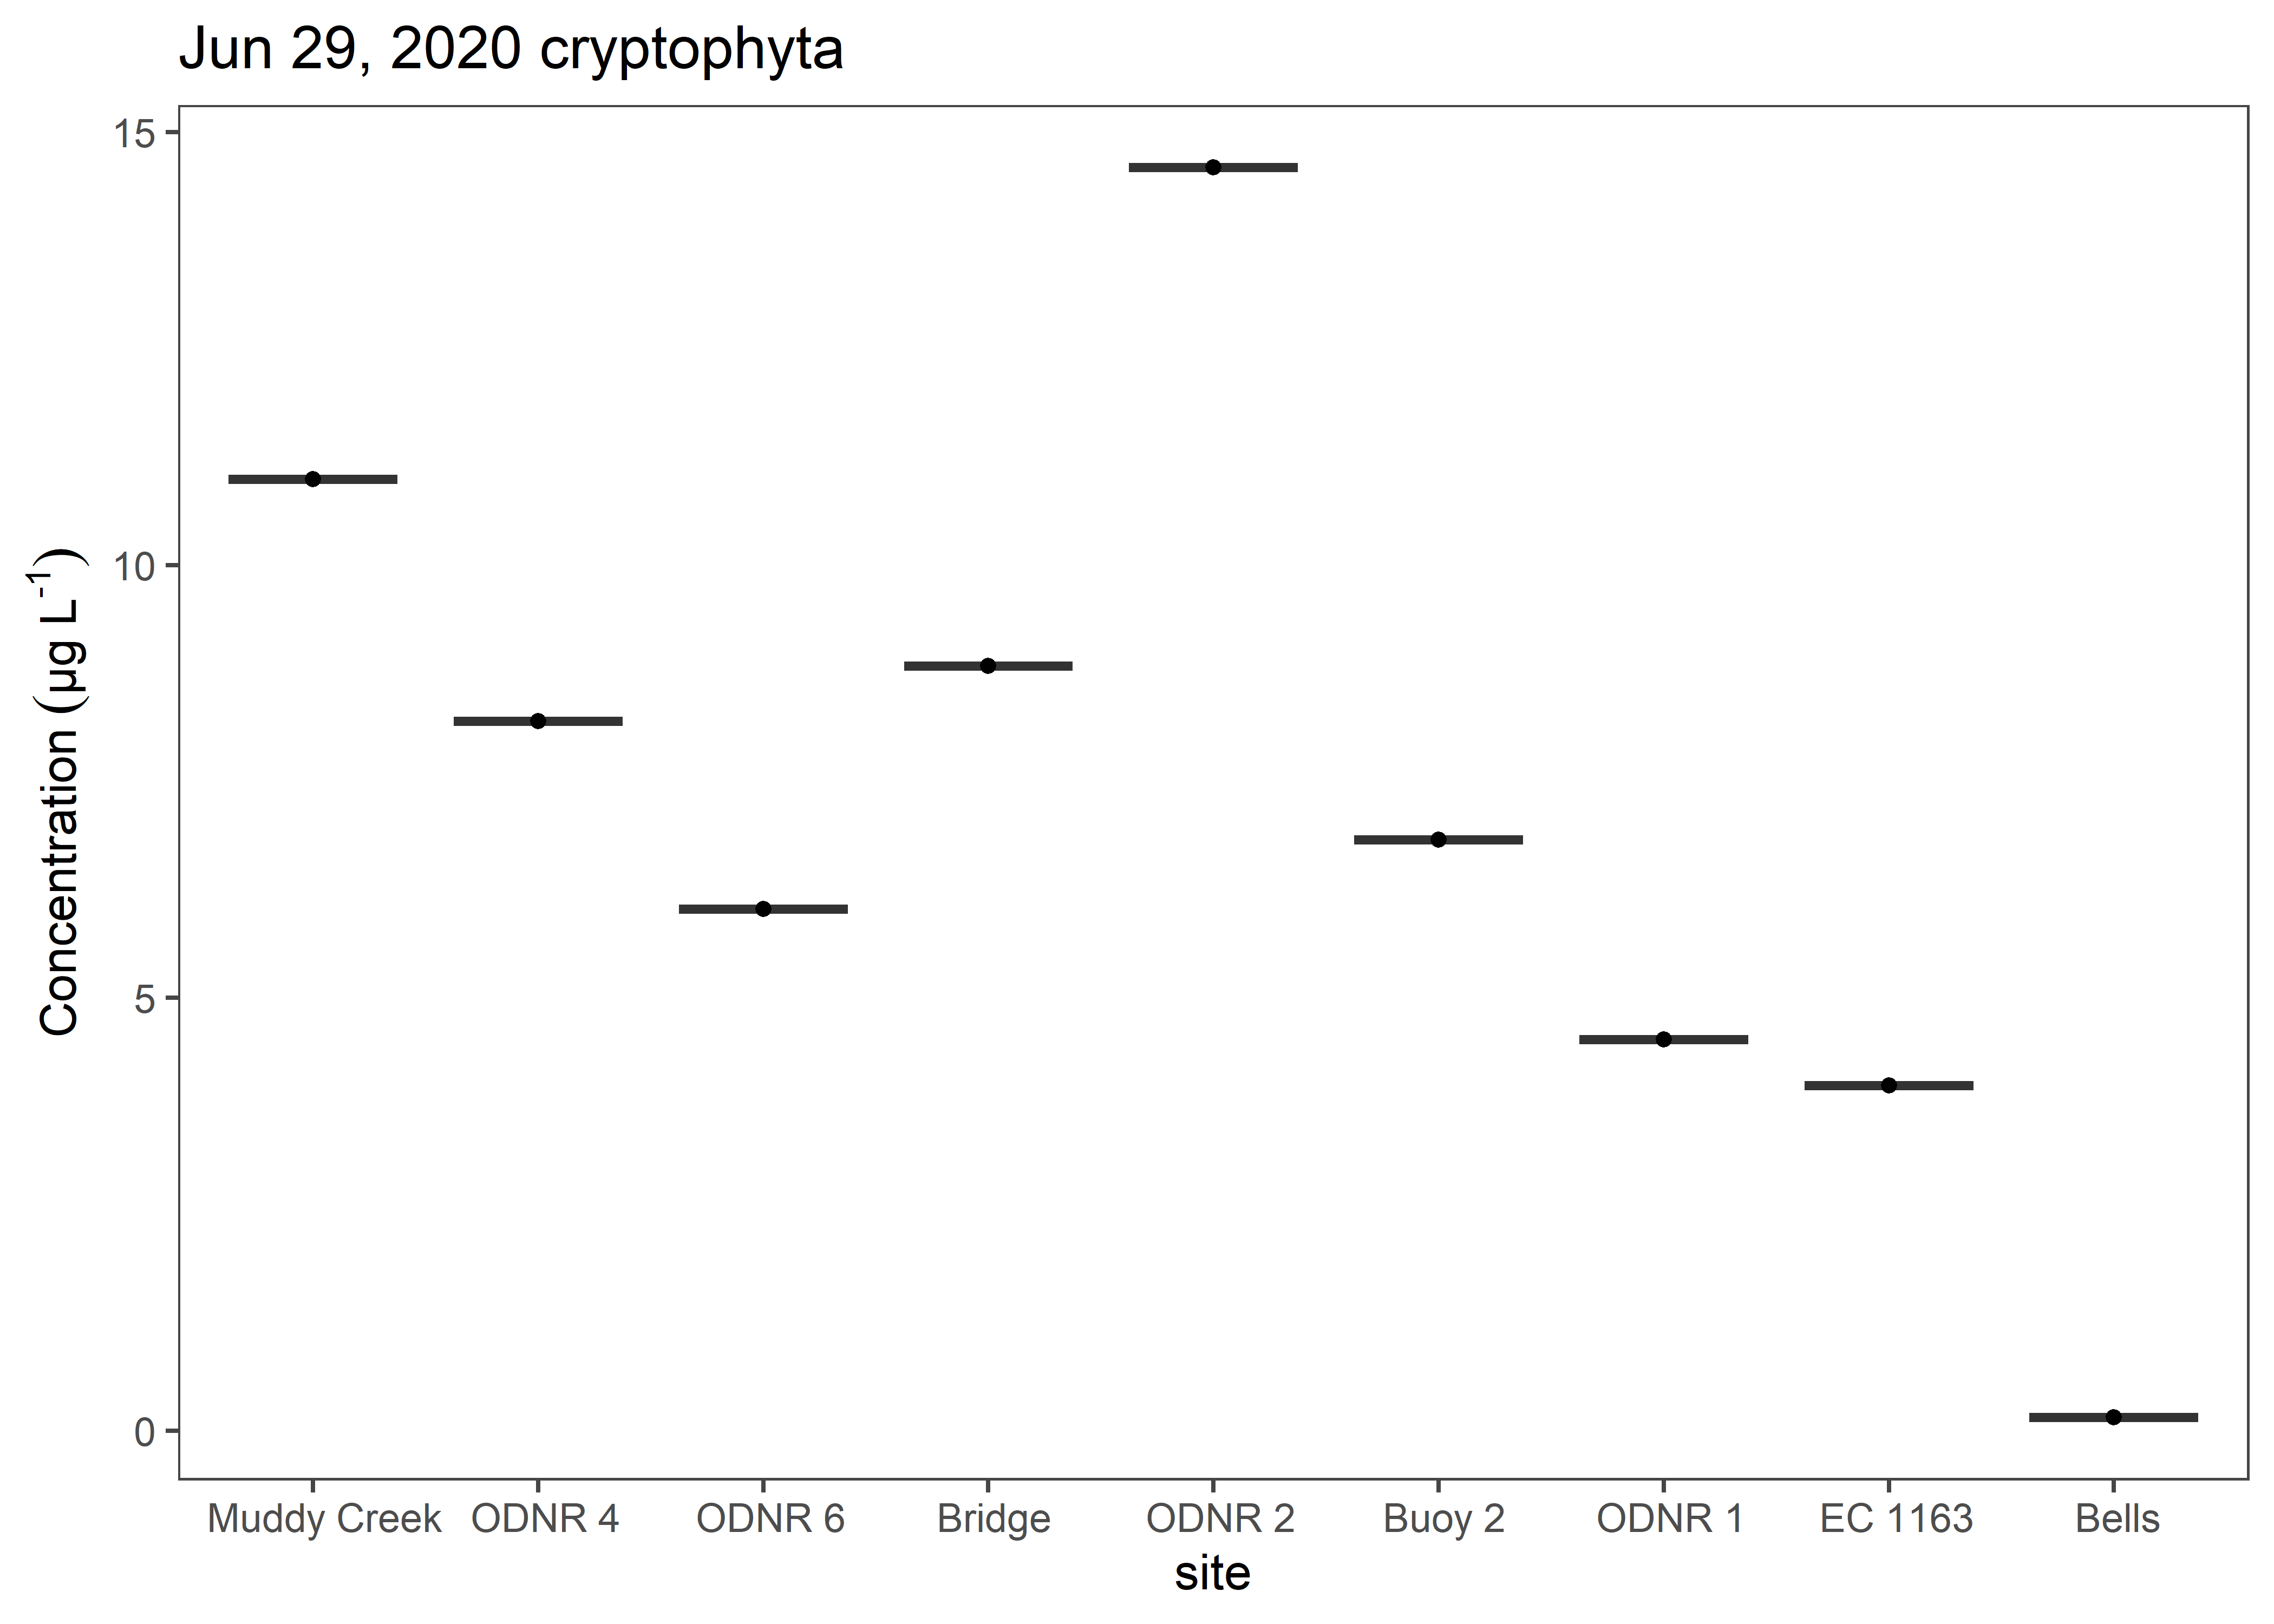 Jun 29, 2020 cryptophyta
15
10
5
0
Concentration (µg L⁻¹)
Muddy Creek ODNR 4 ODNR 6 Bridge ODNR 2 Buoy 2 ODNR 1 EC 1163 Bells
site